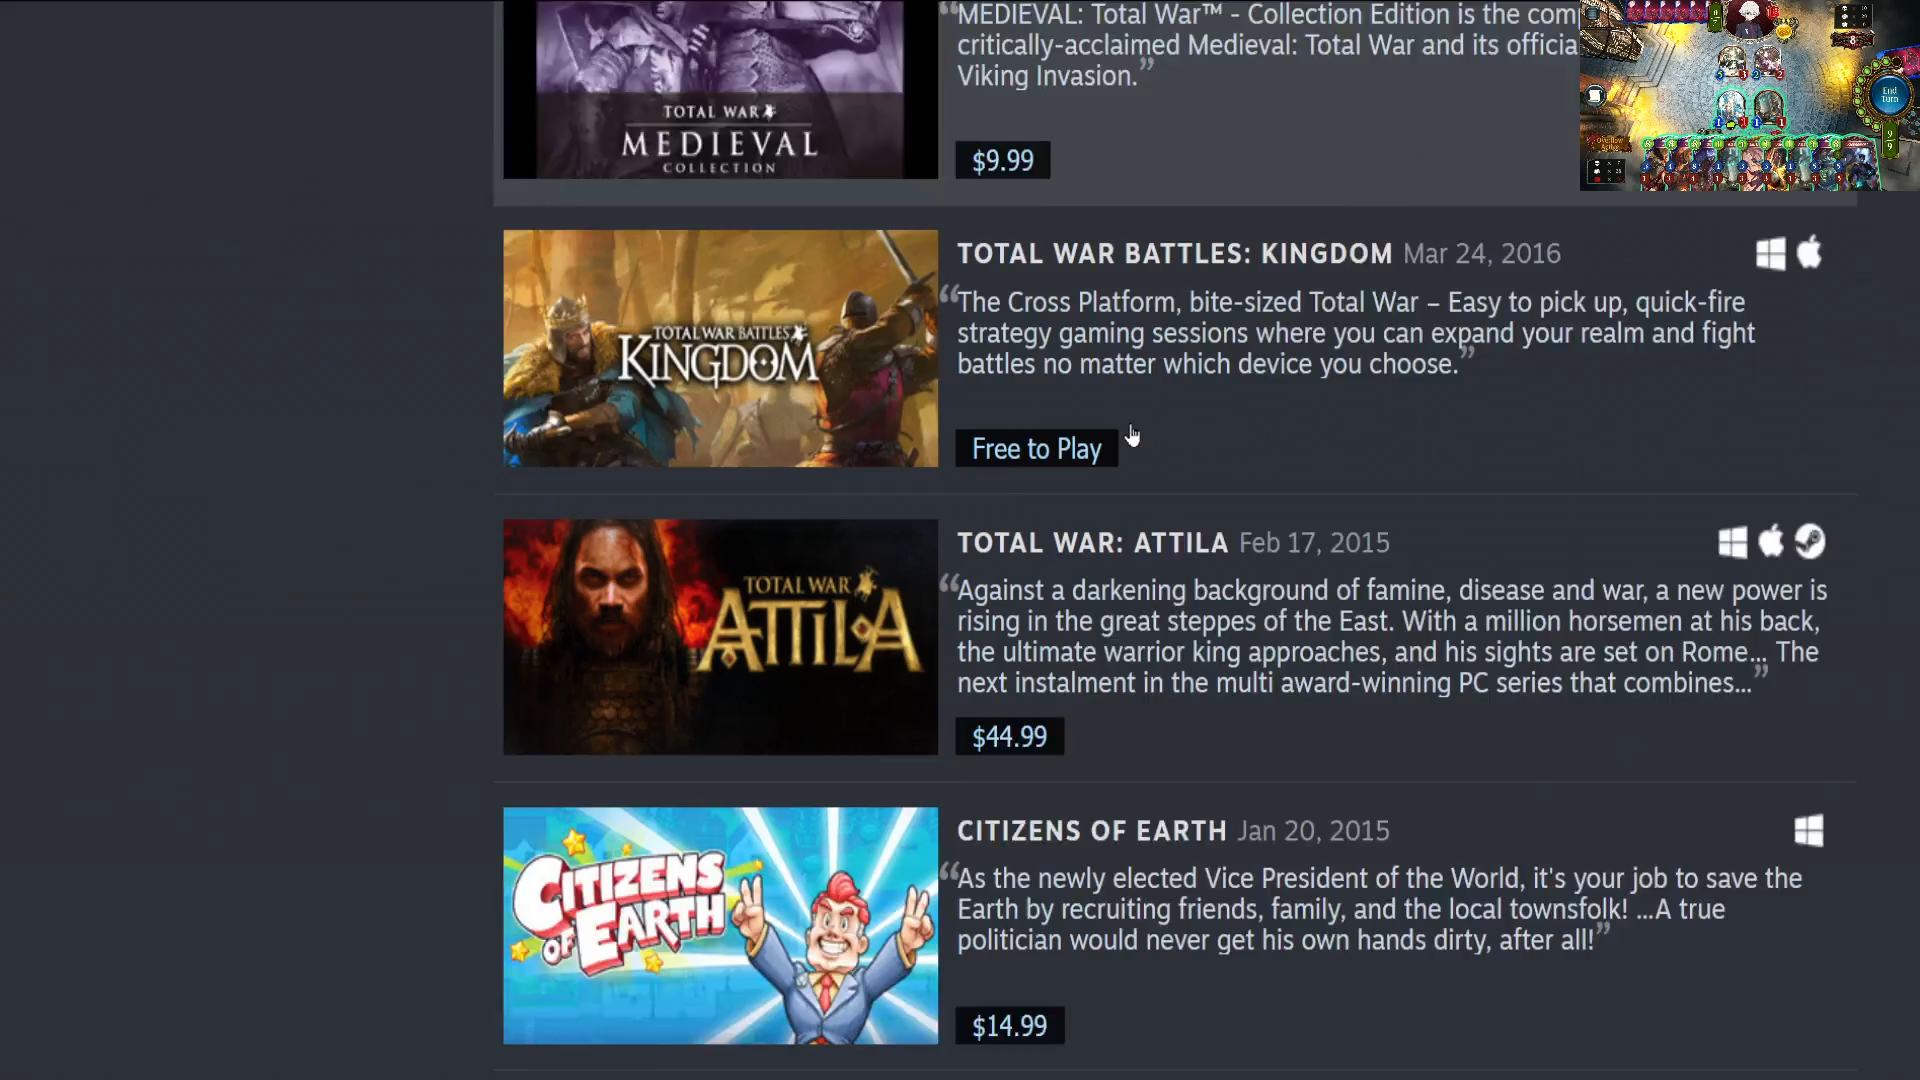 MEDIEVAL: Total War™ - Collection Edition is the com
“critically-acclaimed Medieval: Total War and its officia
Viking Invasion.”
TOTAL WAR
MEDIEVAL
COLLECTION
$9.99
End
Turn
9
9
8
TOTAL WAR BATTLES: KINGDOM Mar 24, 2016
“The Cross Platform, bite-sized Total War – Easy to pick up, quick-fire
strategy gaming sessions where you can expand your realm and fight
battles no matter which device you choose.”
TOTAL WAR BATTLES
KINGDOM
Free to Play
TOTAL WAR: ATTILA Feb 17, 2015
“Against a darkening background of famine, disease and war, a new power is
rising in the great steppes of the East. With a million horsemen at his back,
the ultimate warrior king approaches, and his sights are set on Rome... The
next instalment in the multi award-winning PC series that combines...”
TOTAL WAR
ATTILA
$44.99
CITIZENS OF EARTH Jan 20, 2015
“As the newly elected Vice President of the World, it's your job to save the
Earth by recruiting friends, family, and the local townsfolk! ...A true
politician would never get his own hands dirty, after all!”
CITIZENS
OF EARTH
$14.99